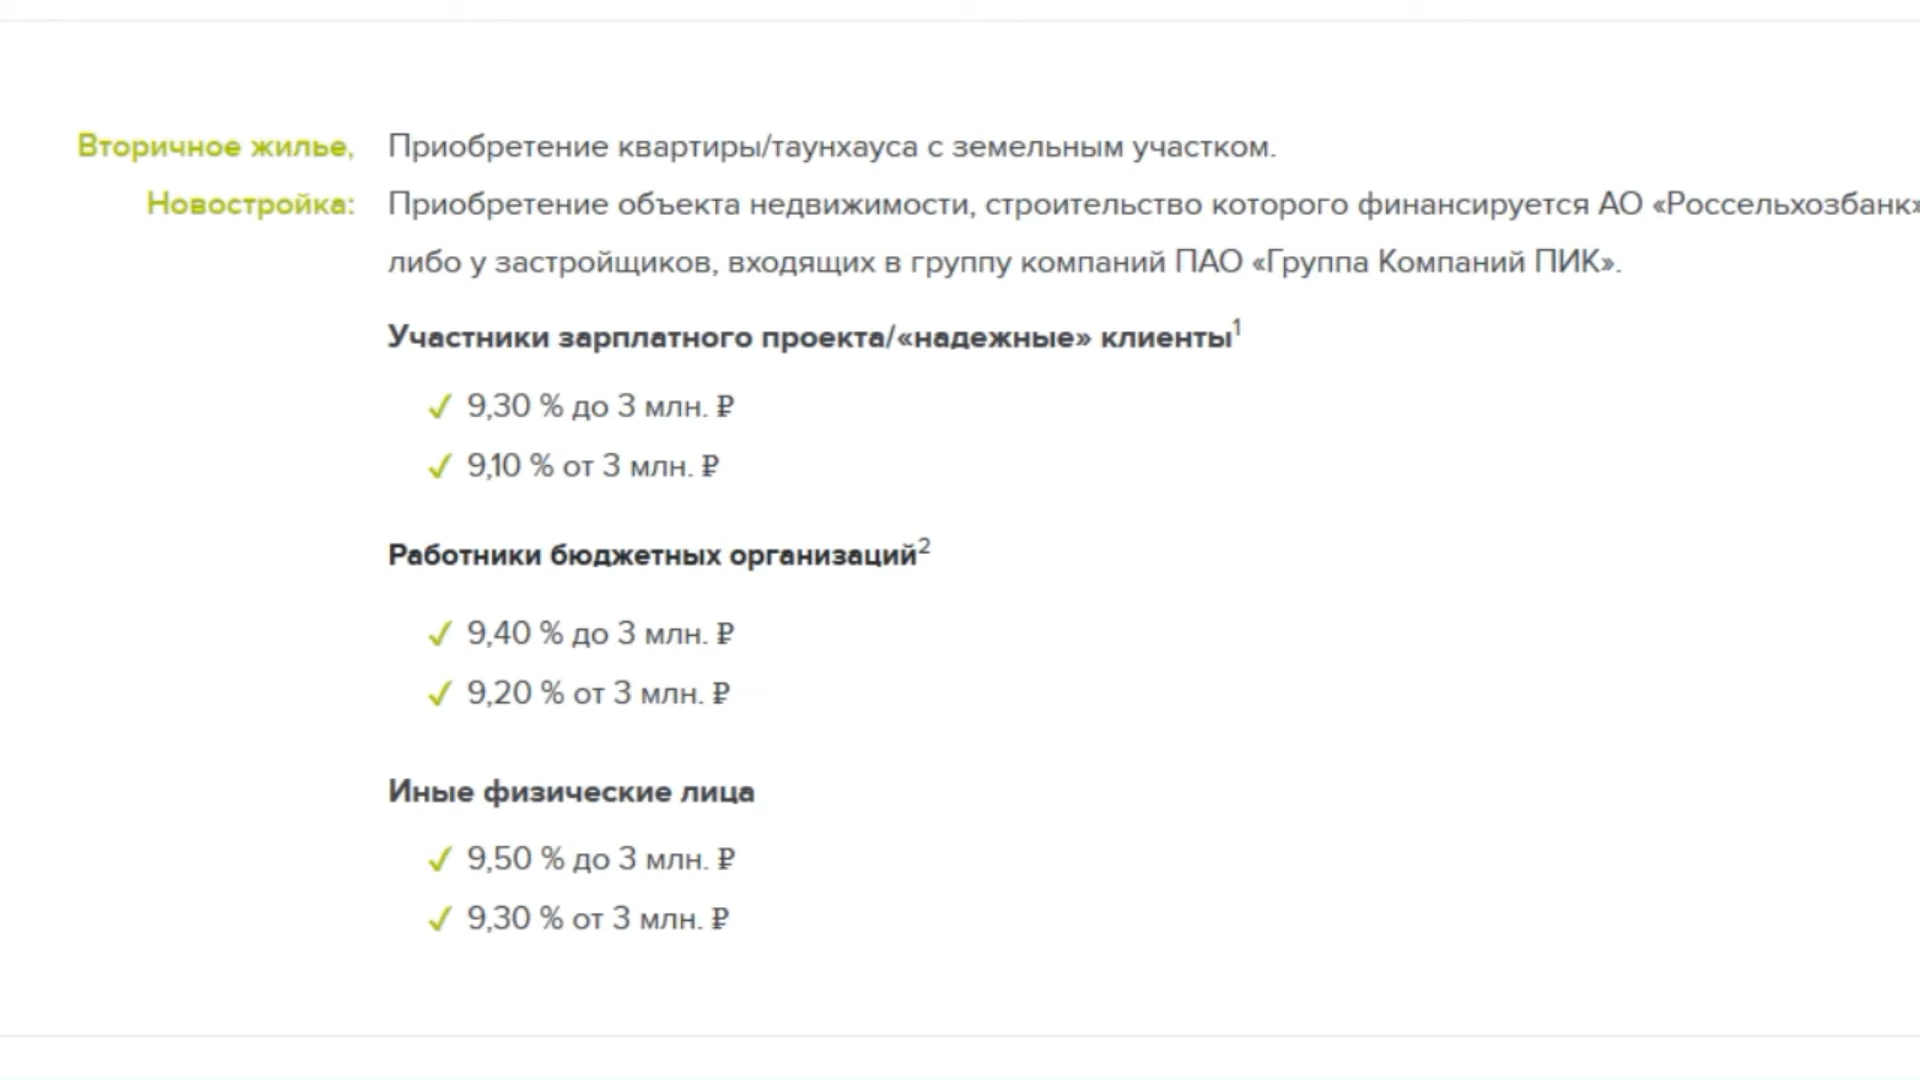 Вторичное жилье, Приобретение квартиры/таунхауса с земельным участком.
Новостройка: Приобретение объекта недвижимости, строительство которого финансируется АО «Россельхозбанк»
либо у застройщиков, входящих в группу компаний ПАО «Группа Компаний ПИК».
Участники зарплатного проекта/«надежные» клиенты¹
✓ 9,30 % до 3 млн. ₽
✓ 9,10 % от 3 млн. ₽
Работники бюджетных организаций²
✓ 9,40 % до 3 млн. ₽
✓ 9,20 % от 3 млн. ₽
Иные физические лица
✓ 9,50 % до 3 млн. ₽
✓ 9,30 % от 3 млн. ₽